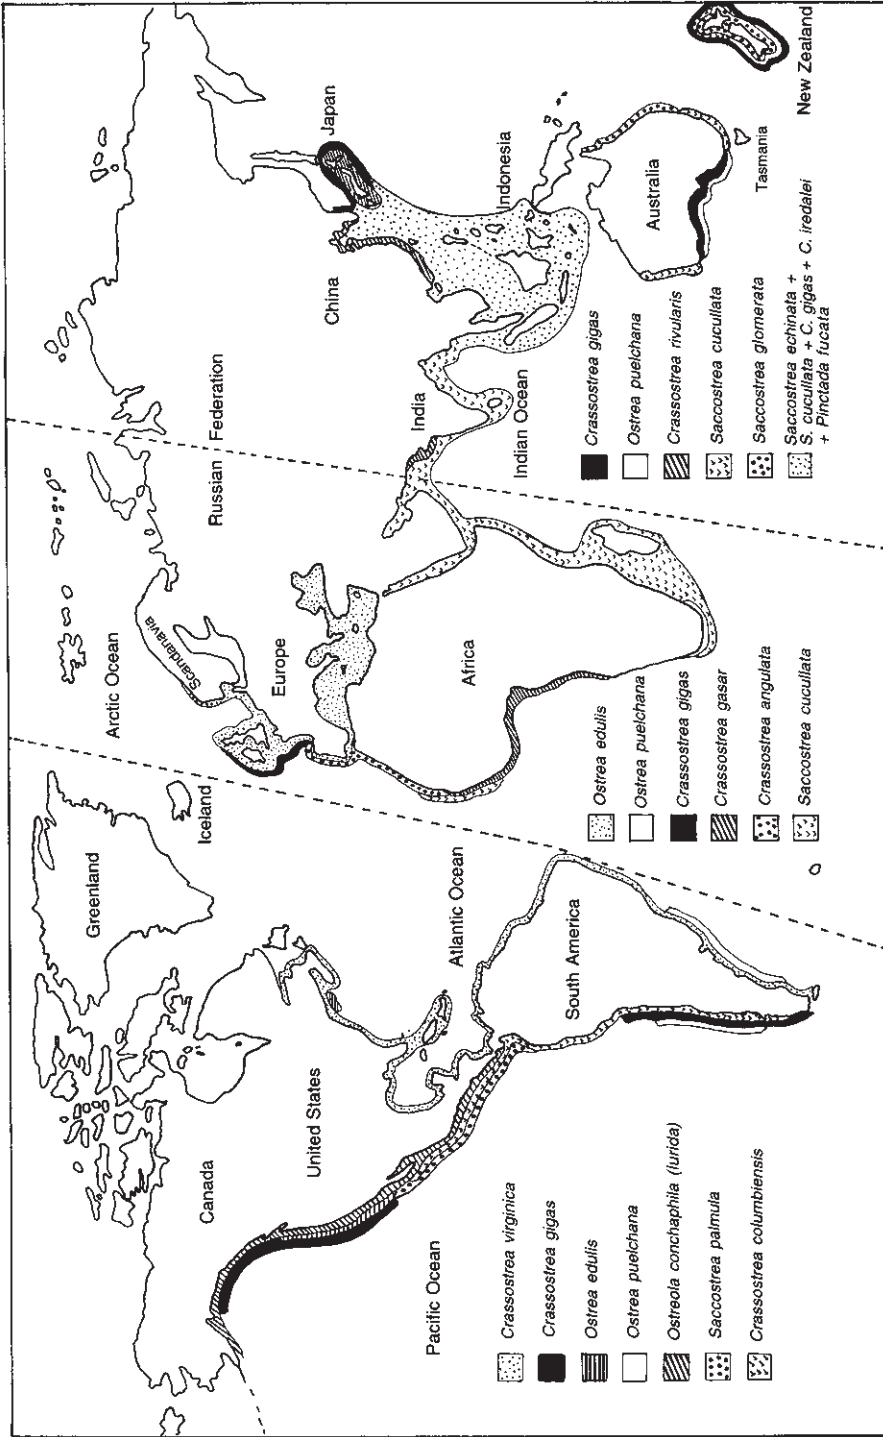 Greenland
Iceland
Canada
United States
Atlantic Ocean
Pacific Ocean
South America
Crassostrea virginica
Crassostrea gigas
Ostrea edulis
Ostrea puelchana
Ostreola conchaphila (lurida)
Saccostrea palmula
Crassostrea columbiensis
Arctic Ocean
Scandanavia
Europe
Africa
Ostrea edulis
Ostrea puelchana
Crassostrea gigas
Crassostrea gasar
Crassostrea angulata
Saccostrea cucullata
Russian Federation
China
Japan
India
Indian Ocean
Indonesia
Australia
Tasmania
New Zealand
Crassostrea gigas
Ostrea puelchana
Crassostrea rivularis
Saccostrea cucullata
Saccostrea glomerata
Saccostrea echinata +
S. cucullata + C. gigas + C. iredalei
+ Pinctada fucata